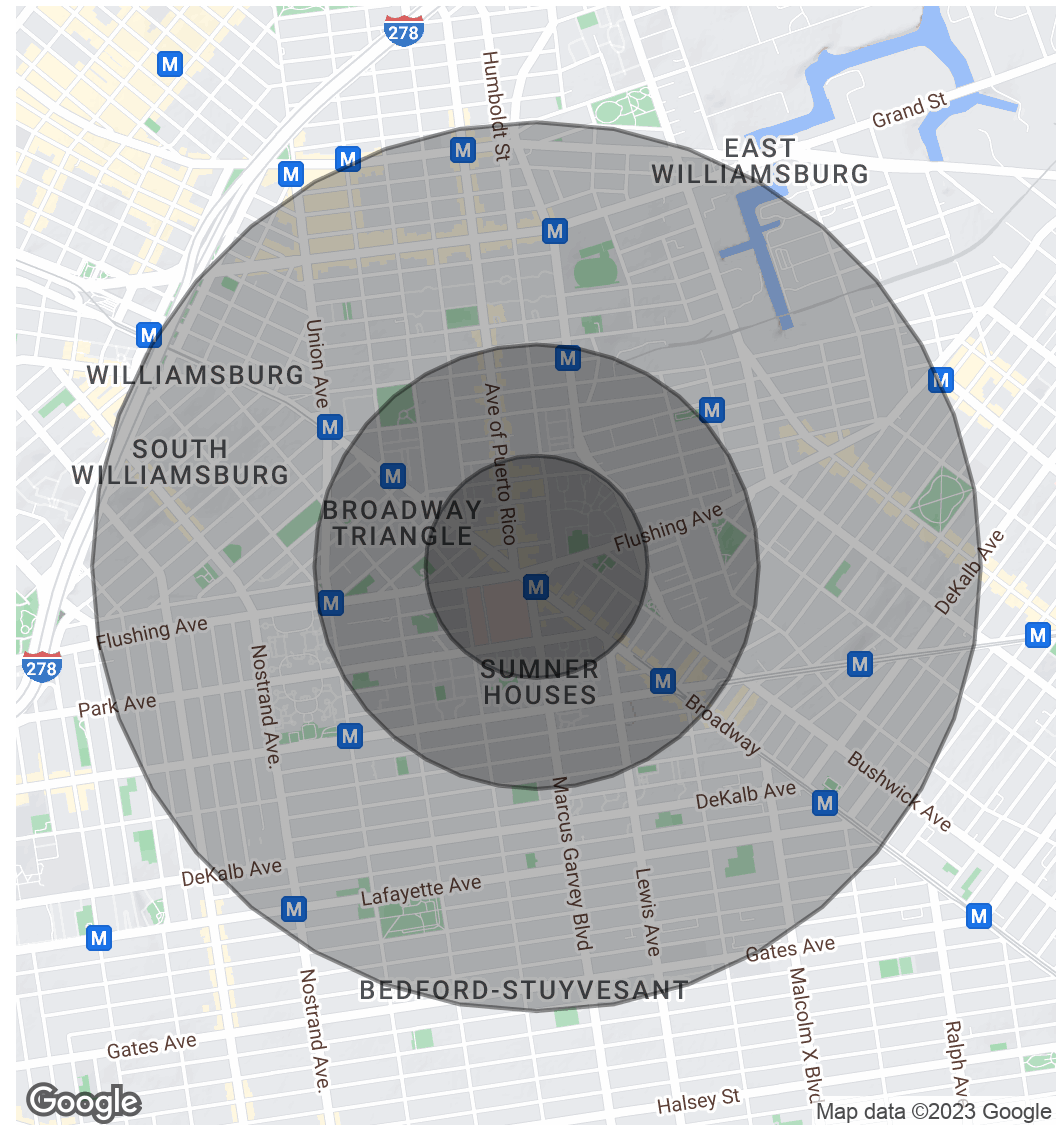 278
M
Humboldt St
Grand St
M
M
M
EAST
WILLIAMSBURG
M
M
Union Ave
M
WILLIAMSBURG
M
Ave of Puerto Rico
M
M
SOUTH
WILLIAMSBURG
M
BROADWAY
TRIANGLE
Flushing Ave
DeKalb Ave
M
M
Flushing Ave
M
278
Nostrand Ave.
SUMNER
HOUSES
M
M
Park Ave
Broadway
M
Bushwick Ave
DeKalb Ave
M
Marcus Garvey Blvd
DeKalb Ave
Lafayette Ave
Lewis Ave
M
M
M
Gates Ave
BEDFORD-STUYVESANT
Nostrand Ave.
Malcolm X Blvd
Gates Ave
Ralph Ave
Halsey St
Google
Map data ©2023 Google